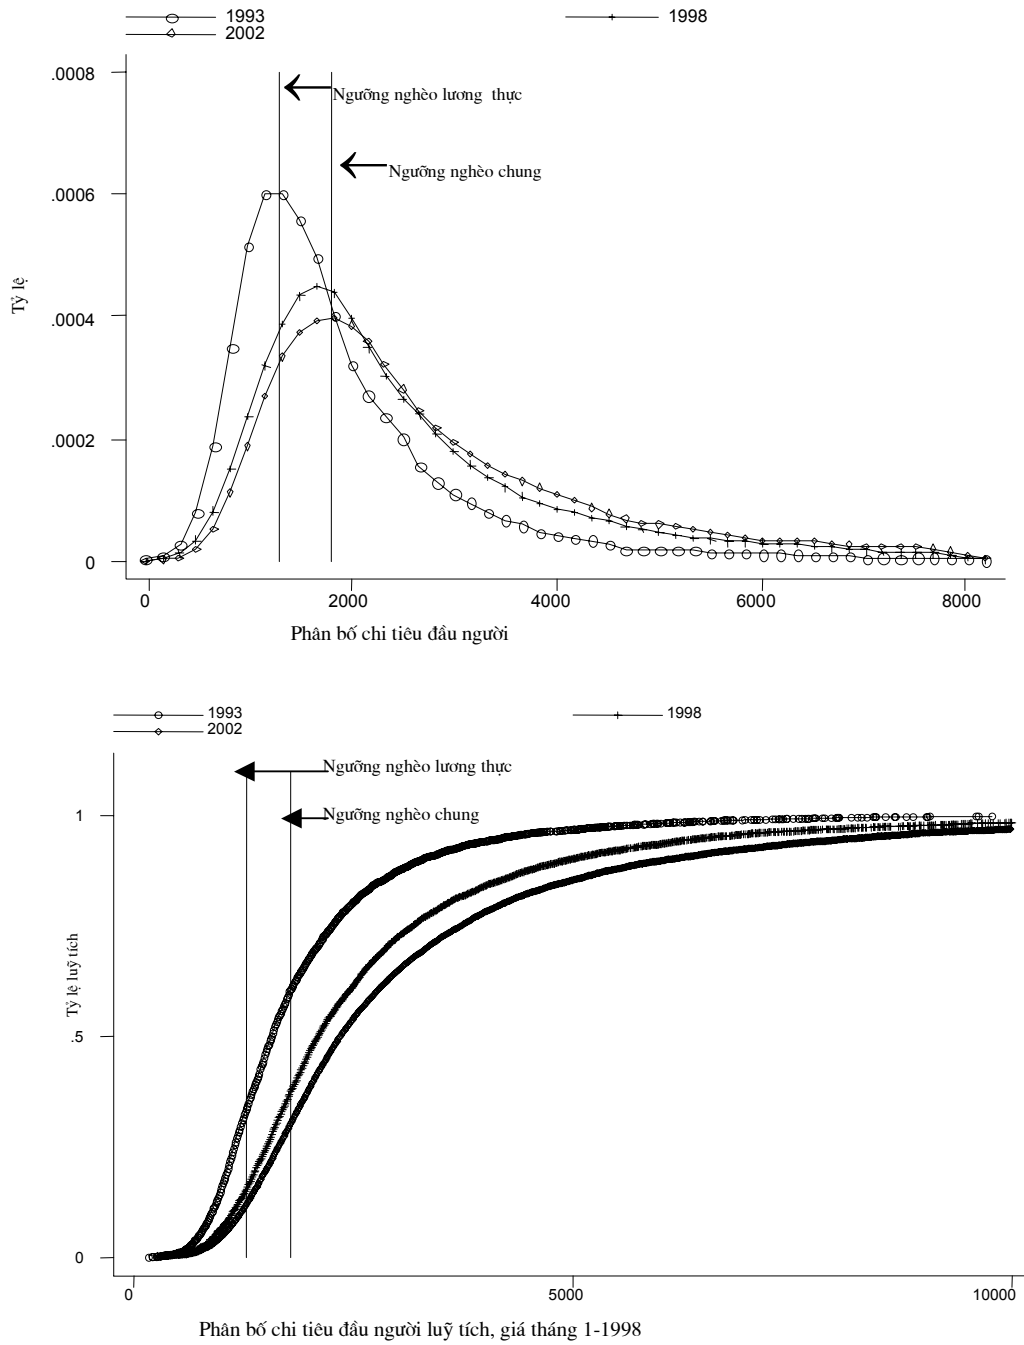 1993 1998
2002
.0008
Ngưỡng nghèo lương thực
Ngưỡng nghèo chung
.0006
Tỷ lệ
.0004
.0002
0
0 2000 4000 6000 8000
Phân bố chi tiêu đầu người
1993 1998
2002
Ngưỡng nghèo lương thực
Ngưỡng nghèo chung
1
Tỷ lệ luỹ tích
.5
0
0 5000 10000
Phân bố chi tiêu đầu người luỹ tích, giá tháng 1-1998